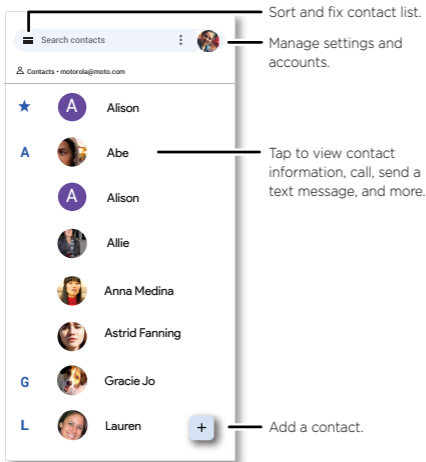 Sort and fix contact list.
Search contacts
Manage settings and
accounts.
Contacts • motorola@moto.com
★ A Alison
A Abe
Tap to view contact
information, call, send a
text message, and more.
A Alison
Allie
Anna Medina
Astrid Fanning
G Gracie Jo
L Lauren +
Add a contact.